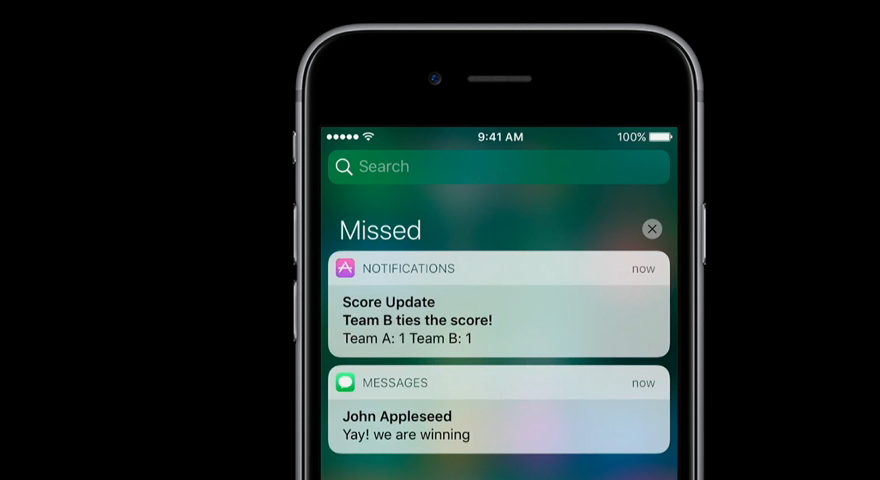 9:41 AM 100%
Search
Missed
NOTIFICATIONS now
Score Update
Team B ties the score!
Team A: 1 Team B: 1
MESSAGES now
John Appleseed
Yay! we are winning